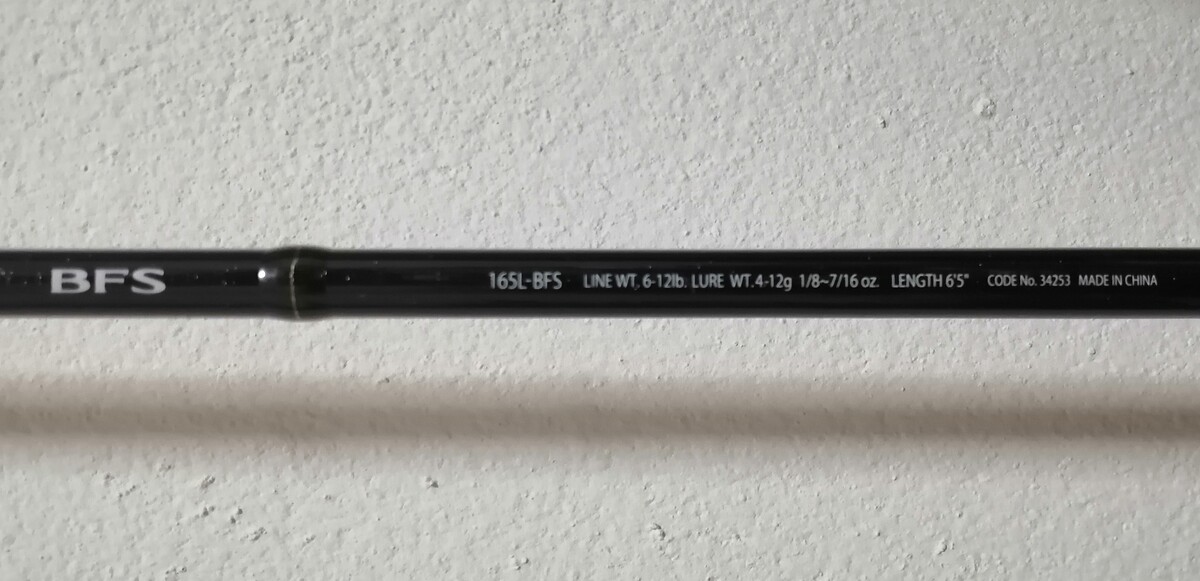 BFS 165L-BFS LINE WT. 6-12lb. LURE WT. 4-12g 1/8~7/16 oz. LENGTH 6'5" CODE No. 34253 MADE IN CHINA